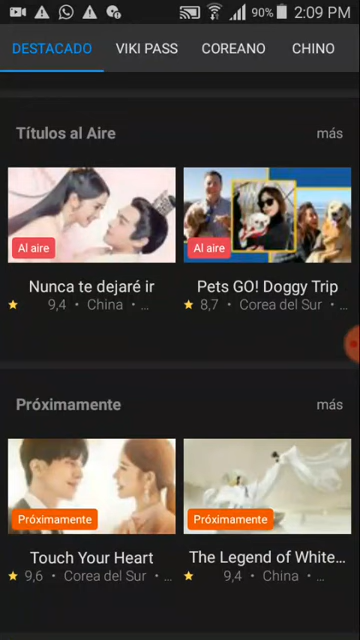 90% 2:09 PM
DESTACADO VIKI PASS COREANO CHINO
Títulos al Aire más
Al aire Al aire
Nunca te dejaré ir Pets GO! Doggy Trip
9,4 • China • ... 8,7 • Corea del Sur • ...
Próximamente más
Próximamente Próximamente
Touch Your Heart The Legend of White...
9,6 • Corea del Sur • ... 9,4 • China • ...